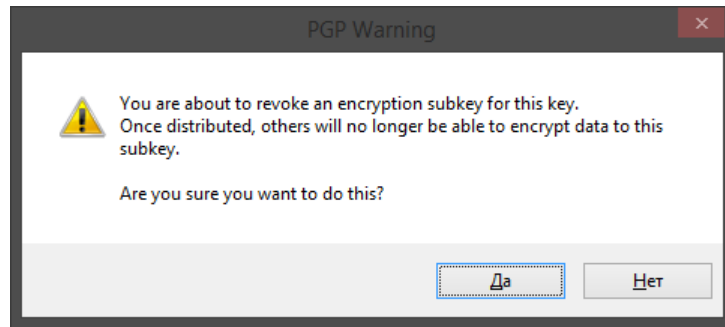 PGP Warning
You are about to revoke an encryption subkey for this key.
Once distributed, others will no longer be able to encrypt data to this
subkey.
Are you sure you want to do this?
Да
Нет